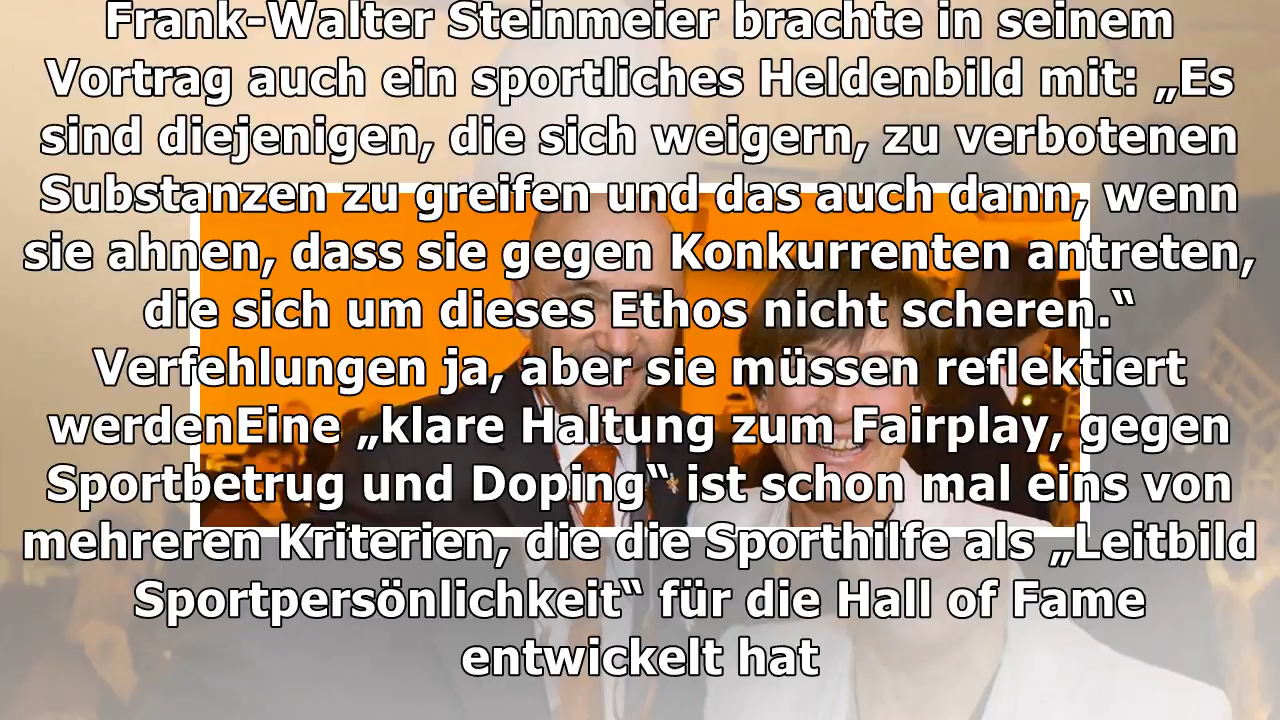 Frank-Walter Steinmeier brachte in seinem
Vortrag auch ein sportliches Heldenbild mit: „Es
sind diejenigen, die sich weigern, zu verbotenen
Substanzen zu greifen und das auch dann, wenn
sie ahnen, dass sie gegen Konkurrenten antreten,
die sich um dieses Ethos nicht scheren.“
Verfehlungen ja, aber sie müssen reflektiert
werdenEine „klare Haltung zum Fairplay, gegen
Sportbetrug und Doping“ ist schon mal eins von
mehreren Kriterien, die die Sporthilfe als „Leitbild
Sportpersönlichkeit“ für die Hall of Fame
entwickelt hat